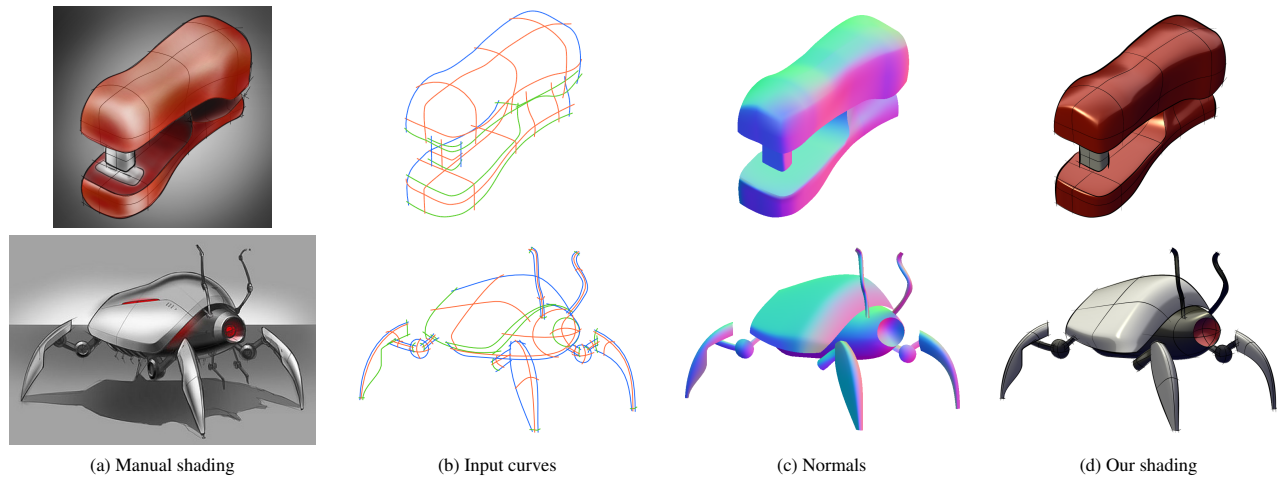 (a) Manual shading
(b) Input curves
(c) Normals
(d) Our shading